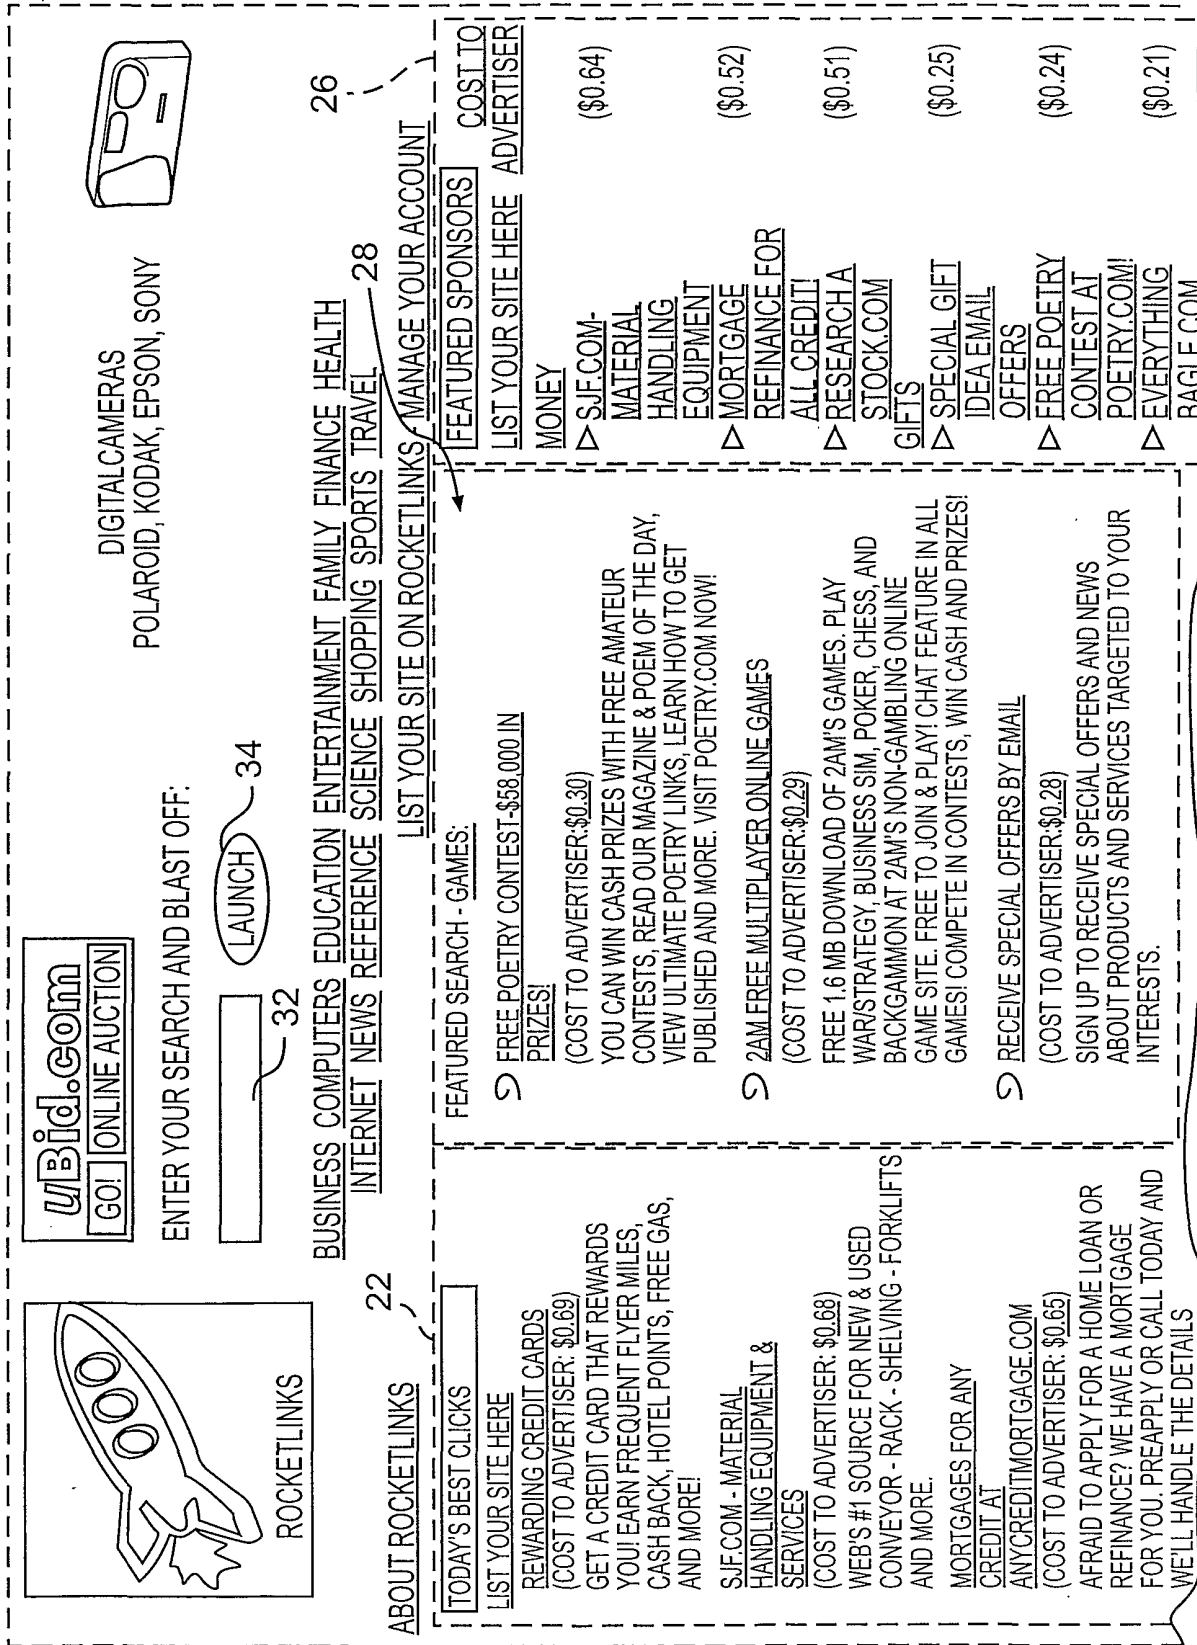 ROCKETLINKS
uBid.com
GO! ONLINE AUCTION
ENTER YOUR SEARCH AND BLAST OFF:
LAUNCH
34
32
DIGITALCAMERAS
POLAROID, KODAK, EPSON, SONY
BUSINESS COMPUTERS EDUCATION ENTERTAINMENT FAMILY FINANCE HEALTH
INTERNET NEWS REFERENCE SCIENCE SHOPPING SPORTS TRAVEL
ABOUT ROCKETLINKS
LIST YOUR SITE ON ROCKETLINKS - MANAGE YOUR ACCOUNT
22
28
26
TODAY'S BEST CLICKS
LIST YOUR SITE HERE
REWARDING CREDIT CARDS
(COST TO ADVERTISER: $0.69)
GET A CREDIT CARD THAT REWARDS
YOU! EARN FREQUENT FLYER MILES,
CASH BACK, HOTEL POINTS, FREE GAS,
AND MORE!
SJF.COM - MATERIAL
HANDLING EQUIPMENT &
SERVICES
(COST TO ADVERTISER: $0.68)
WEB'S #1 SOURCE FOR NEW & USED
CONVEYOR - RACK - SHELVING - FORKLIFTS
AND MORE.
MORTGAGES FOR ANY
CREDIT AT
ANYCREDITMORTGAGE.COM
(COST TO ADVERTISER: $0.65)
AFRAID TO APPLY FOR A HOME LOAN OR
REFINANCE? WE HAVE A MORTGAGE
FOR YOU. PREAPPLY OR CALL TODAY AND
WE'LL HANDLE THE DETAILS
FEATURED SEARCH - GAMES:
FREE POETRY CONTEST-$58,000 IN
PRIZES!
(COST TO ADVERTISER:$0.30)
YOU CAN WIN CASH PRIZES WITH FREE AMATEUR
CONTESTS, READ OUR MAGAZINE & POEM OF THE DAY,
VIEW ULTIMATE POETRY LINKS, LEARN HOW TO GET
PUBLISHED AND MORE. VISIT POETRY.COM NOW!
2AM FREE MULTIPLAYER ONLINE GAMES
(COST TO ADVERTISER:$0.29)
FREE 1.6 MB DOWNLOAD OF 2AM'S GAMES. PLAY
WAR/STRATEGY, BUSINESS SIM, POKER, CHESS, AND
BACKGAMMON AT 2AM'S NON-GAMBLING ONLINE
GAME SITE. FREE TO JOIN & PLAY! CHAT FEATURE IN ALL
GAMES! COMPETE IN CONTESTS, WIN CASH AND PRIZES!
RECEIVE SPECIAL OFFERS BY EMAIL
(COST TO ADVERTISER:$0.28)
SIGN UP TO RECEIVE SPECIAL OFFERS AND NEWS
ABOUT PRODUCTS AND SERVICES TARGETED TO YOUR
INTERESTS.
FEATURED SPONSORS
COST TO
LIST YOUR SITE HERE ADVERTISER
MONEY
▷ SJF.COM- ($0.64)
MATERIAL
HANDLING
EQUIPMENT
▷ MORTGAGE ($0.52)
REFINANCE FOR
ALL CREDIT!
▷ RESEARCH A ($0.51)
STOCK.COM
GIFTS
▷ SPECIAL GIFT ($0.25)
IDEA EMAIL
OFFERS
▷ FREE POETRY ($0.24)
CONTEST AT
POETRY.COM!
▷ EVERYTHING ($0.21)
BAGLE.COM